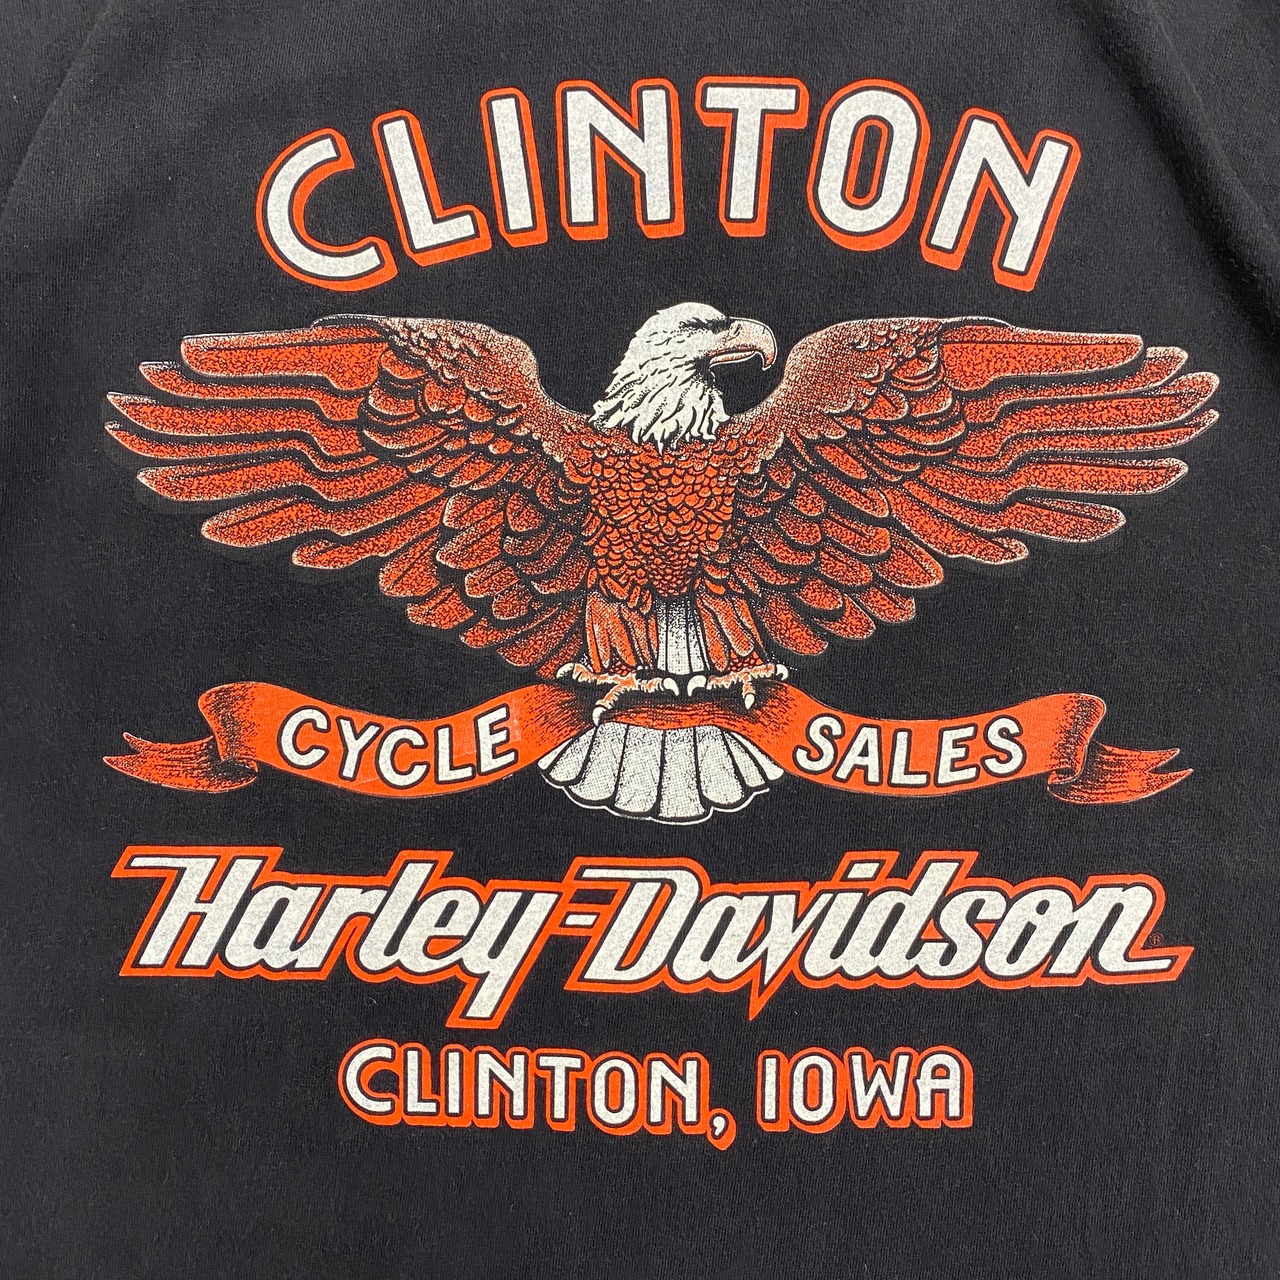 CLINTON
CYCLE SALES
Harley-Davidson®
CLINTON, IOWA